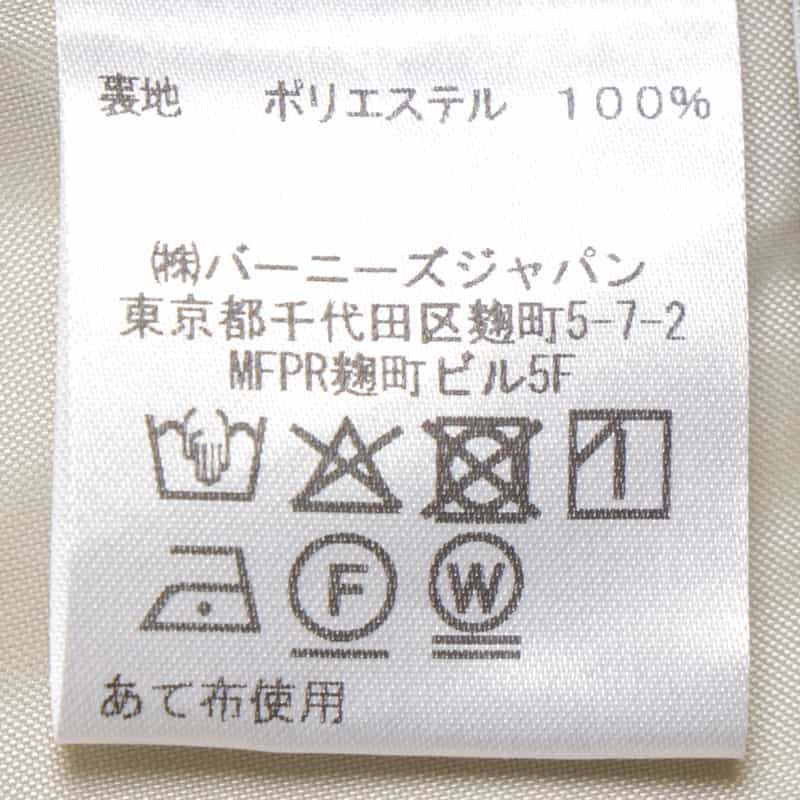 裏地 ポリエステル 100%
㈱バーニーズジャパン
東京都千代田区麹町5-7-2
MFPR麹町ビル5F
F W
あて布使用